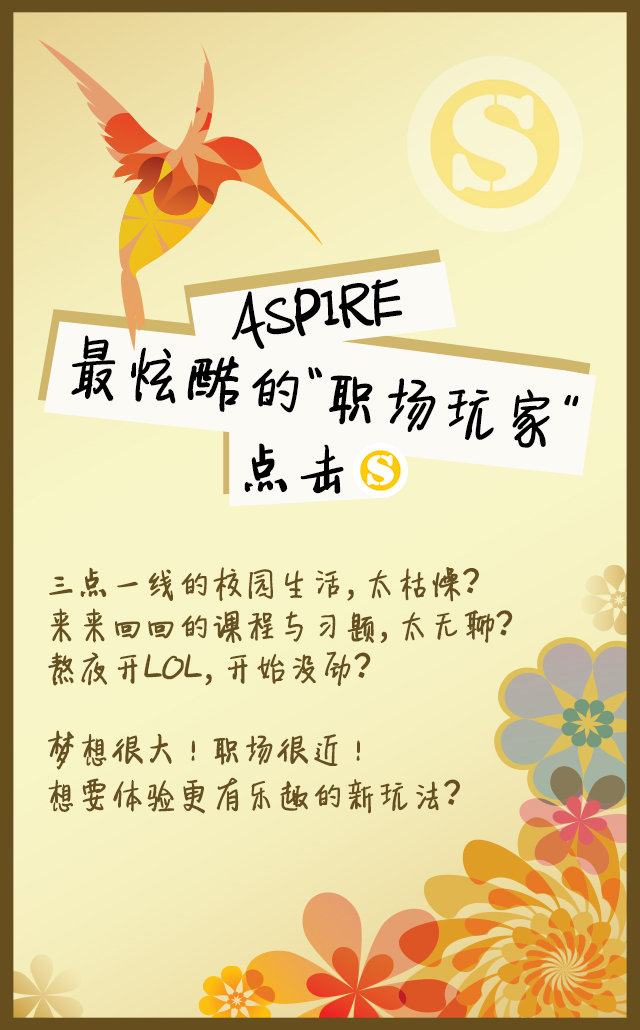 S
ASPIRE
最炫酷的“职场玩家”
点击 S
三点一线的校园生活，太枯燥？
来来回回的课程与习题，太无聊？
熬夜开LOL，开始没劲？
梦想很大！职场很近！
想要体验更有乐趣的新玩法？